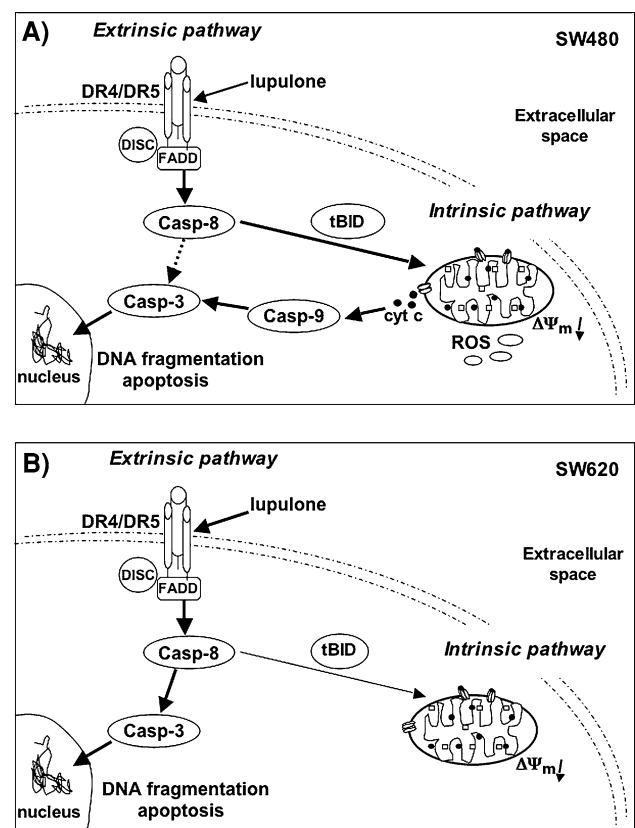 A)
Extrinsic pathway
SW480
DR4/DR5
lupulone
Extracellular
space
DISC
FADD
Casp-8
tBID
Intrinsic pathway
Casp-3
Casp-9
cyt c
ΔΨm
ROS
nucleus
DNA fragmentation
apoptosis
B)
Extrinsic pathway
SW620
DR4/DR5
lupulone
Extracellular
space
DISC
FADD
Casp-8
tBID
Intrinsic pathway
Casp-3
ΔΨm
DNA fragmentation
apoptosis
nucleus